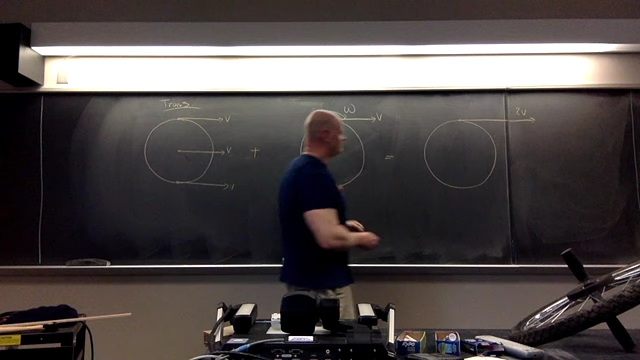 Trans
v
v
v
+
ω
v
=
2v